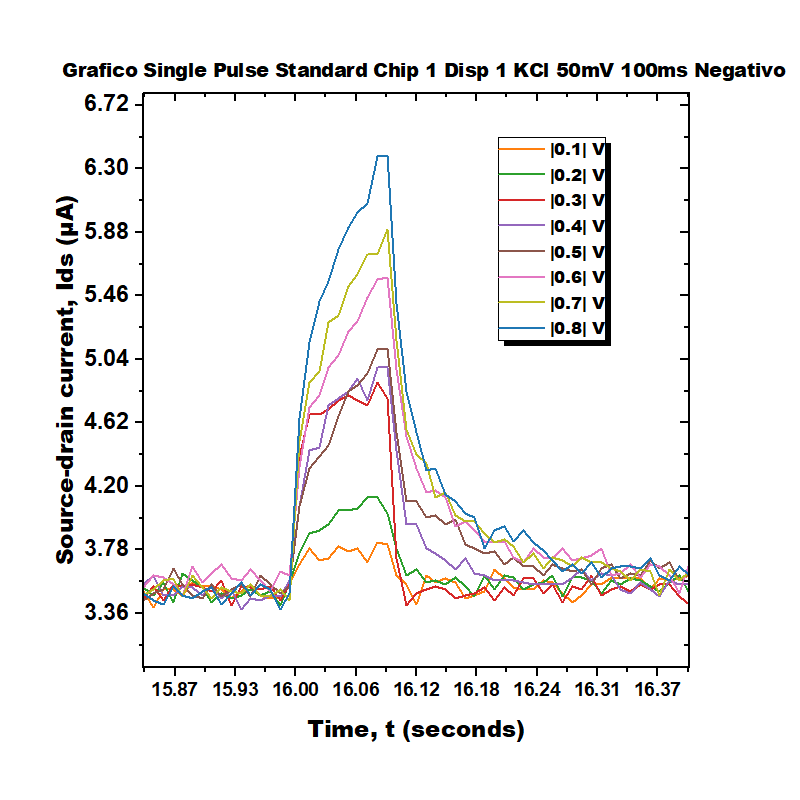 Grafico Single Pulse Standard Chip 1 Disp 1 KCl 50mV 100ms Negativo
6.72
6.30
5.88
5.46
5.04
4.62
4.20
3.78
3.36
Source-drain current, Ids (µA)
|0.1| V
|0.2| V
|0.3| V
|0.4| V
|0.5| V
|0.6| V
|0.7| V
|0.8| V
15.87 15.93 16.00 16.06 16.12 16.18 16.24 16.31 16.37
Time, t (seconds)